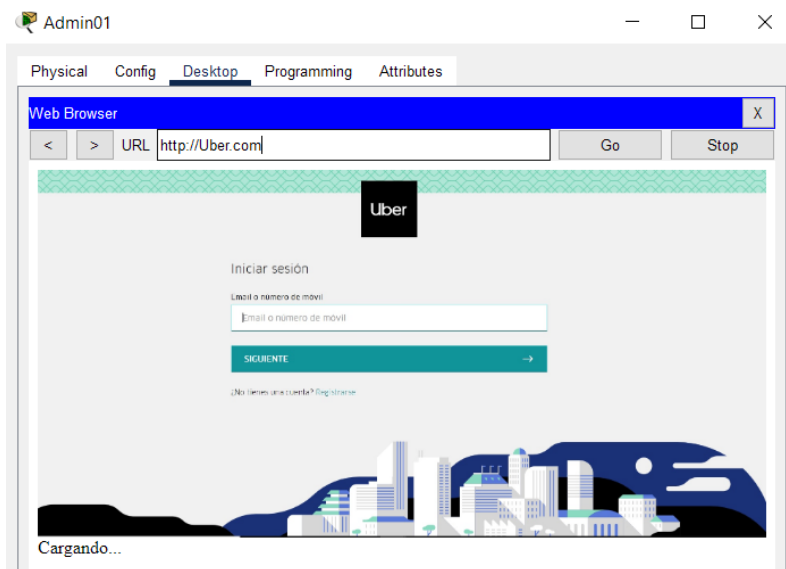 Admin01
Physical Config Desktop Programming Attributes
Web Browser X
< > URL http://Uber.com Go Stop
Uber
Iniciar sesión
Email o número de móvil
Email o número de móvil
SIGUIENTE →
¿No tienes una cuenta? Registrarse
Cargando...